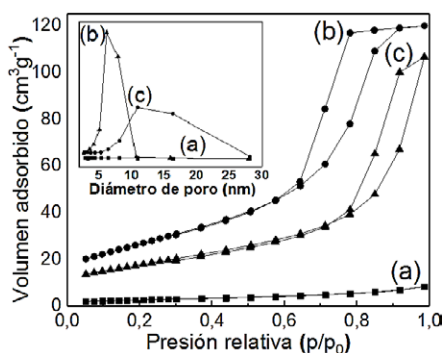 120
100
80
60
40
20
0
Volumen adsorbido (cm³g⁻¹)
(b)
(c)
(a)
5 10 15 20 25 30
Diámetro de poro (nm)
(b)
(c)
(a)
0,0 0,2 0,4 0,6 0,8 1,0
Presión relativa (p/p₀)